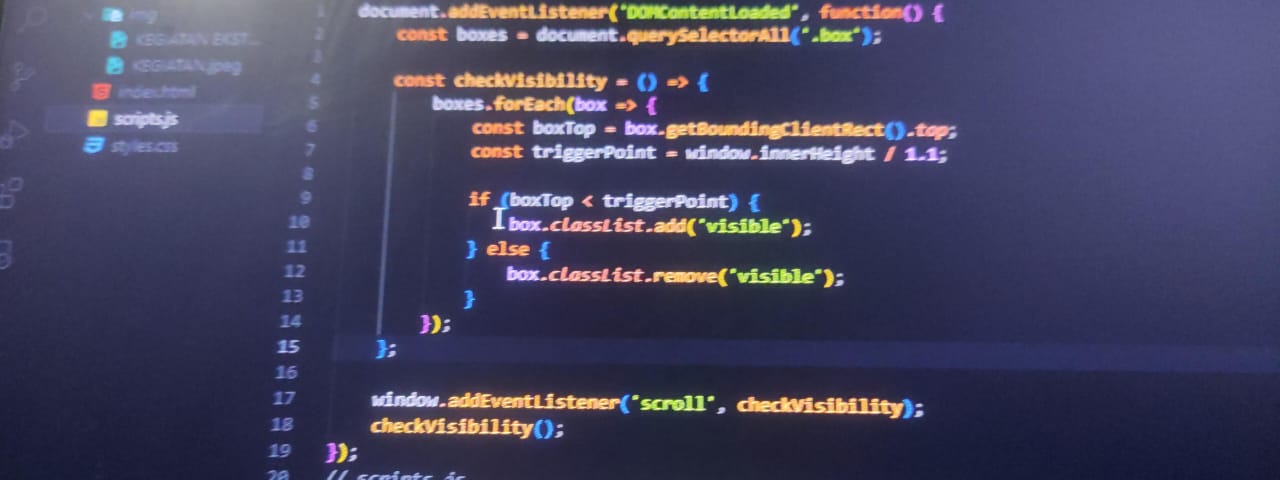 img
KEGIATAN EKST...
KEGIATAN.jpeg
index.html
scripts.js
styles.css
1 document.addEventListener("DOMContentLoaded", function() {
2 const boxes = document.querySelectorAll(".box");
3
4 const checkVisibility = () => {
5 boxes.forEach(box => {
6 const boxTop = box.getBoundingClientRect().top;
7 const triggerPoint = window.innerHeight / 1.1;
8
9 if (boxTop < triggerPoint) {
10 box.classList.add("visible");
11 } else {
12 box.classList.remove("visible");
13 }
14 });
15 };
16
17 window.addEventListener("scroll", checkVisibility);
18 checkVisibility();
19 });
20 // scripts.js